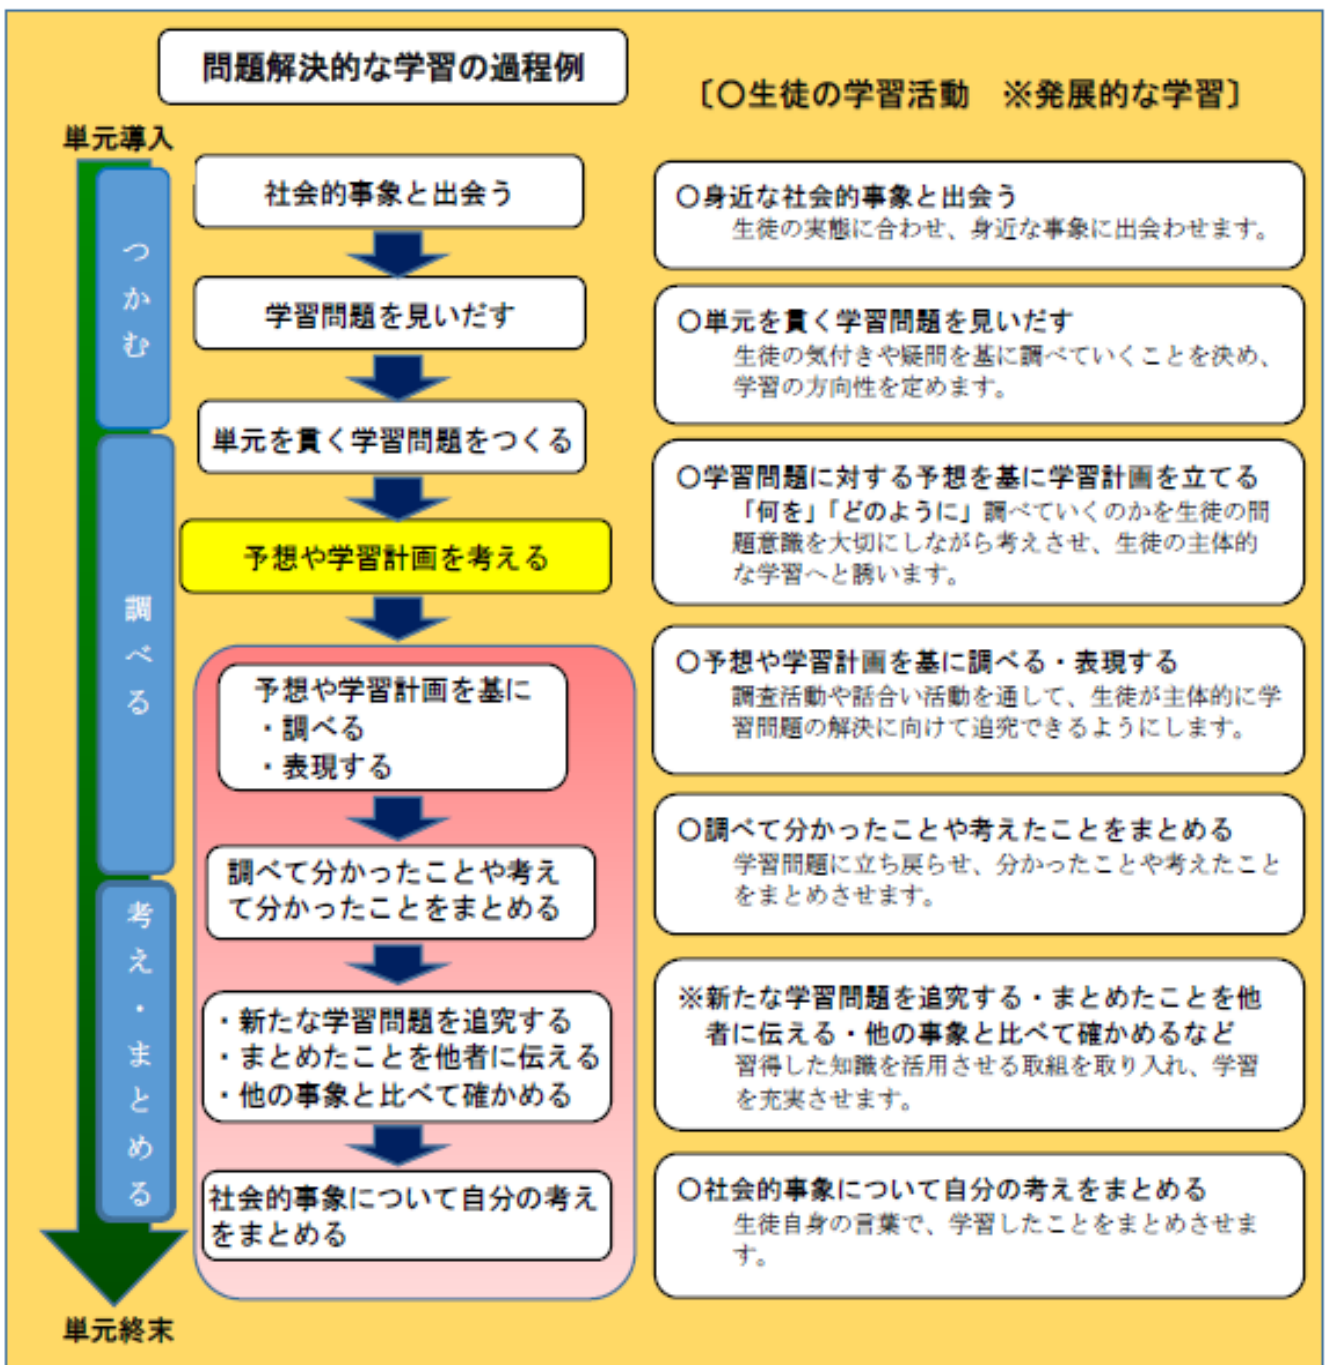 問題解決的な学習の過程例
〔〇生徒の学習活動　※発展的な学習〕
単元導入
つかむ
調べる
考え・まとめる
単元終末
社会的事象と出会う
学習問題を見いだす
単元を貫く学習問題をつくる
予想や学習計画を考える
予想や学習計画を基に
・調べる
・表現する
調べて分かったことや考え
て分かったことをまとめる
・新たな学習問題を追究する
・まとめたことを他者に伝える
・他の事象と比べて確かめる
社会的事象について自分の考え
をまとめる
〇身近な社会的事象と出会う
生徒の実態に合わせ、身近な事象に出会わせます。
〇単元を貫く学習問題を見いだす
生徒の気付きや疑問を基に調べていくことを決め、
学習の方向性を定めます。
〇学習問題に対する予想を基に学習計画を立てる
「何を」「どのように」調べていくのかを生徒の問
題意識を大切にしながら考えさせ、生徒の主体的
な学習へと誘います。
〇予想や学習計画を基に調べる・表現する
調査活動や話合い活動を通して、生徒が主体的に学
習問題の解決に向けて追究できるようにします。
〇調べて分かったことや考えたことをまとめる
学習問題に立ち戻らせ、分かったことや考えたこと
をまとめさせます。
※新たな学習問題を追究する・まとめたことを他
者に伝える・他の事象と比べて確かめるなど
習得した知識を活用させる取組を取り入れ、学習
を充実させます。
〇社会的事象について自分の考えをまとめる
生徒自身の言葉で、学習したことをまとめさせま
す。